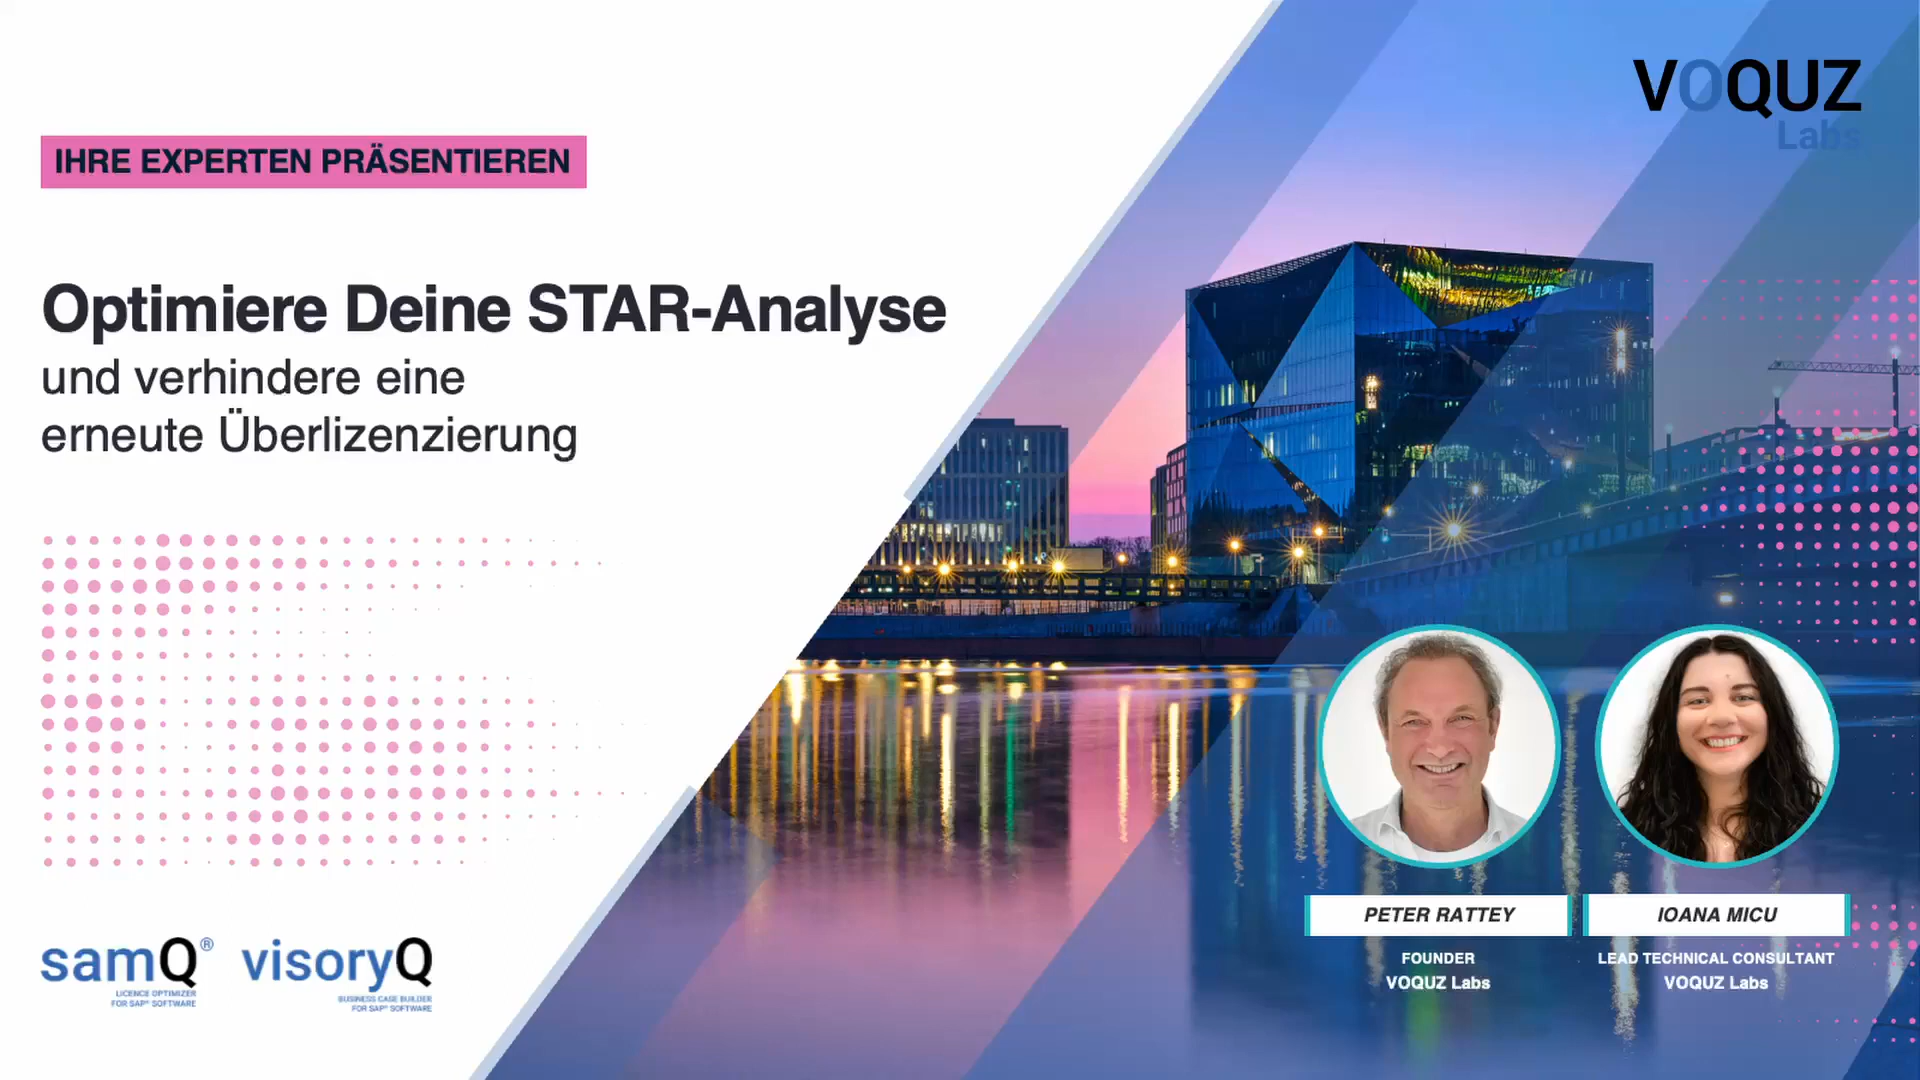 VOQUZ
Labs
IHRE EXPERTEN PRÄSENTIEREN
Optimiere Deine STAR-Analyse
und verhindere eine
erneute Überlizenzierung
samQ®
LICENCE OPTIMIZER
FOR SAP® SOFTWARE
visoryQ
BUSINESS CASE BUILDER
FOR SAP® SOFTWARE
PETER RATTEY
FOUNDER
VOQUZ Labs
IOANA MICU
LEAD TECHNICAL CONSULTANT
VOQUZ Labs